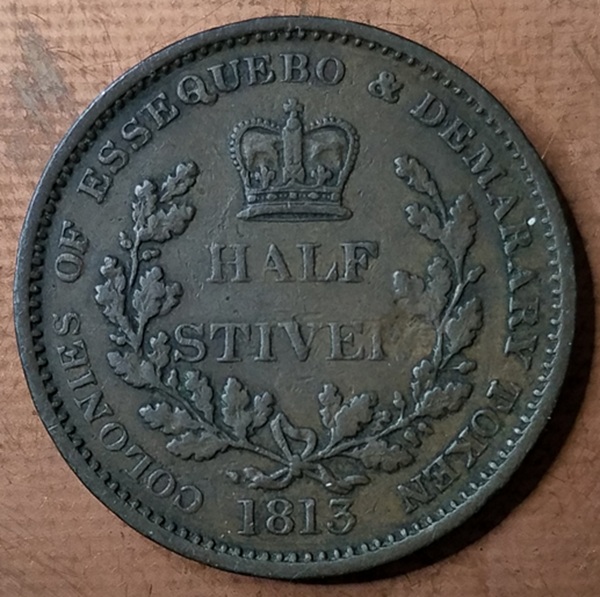 COLONIES OF ESSEQUEBO & DEMARARY TOKEN
HALF
STIVER
1813